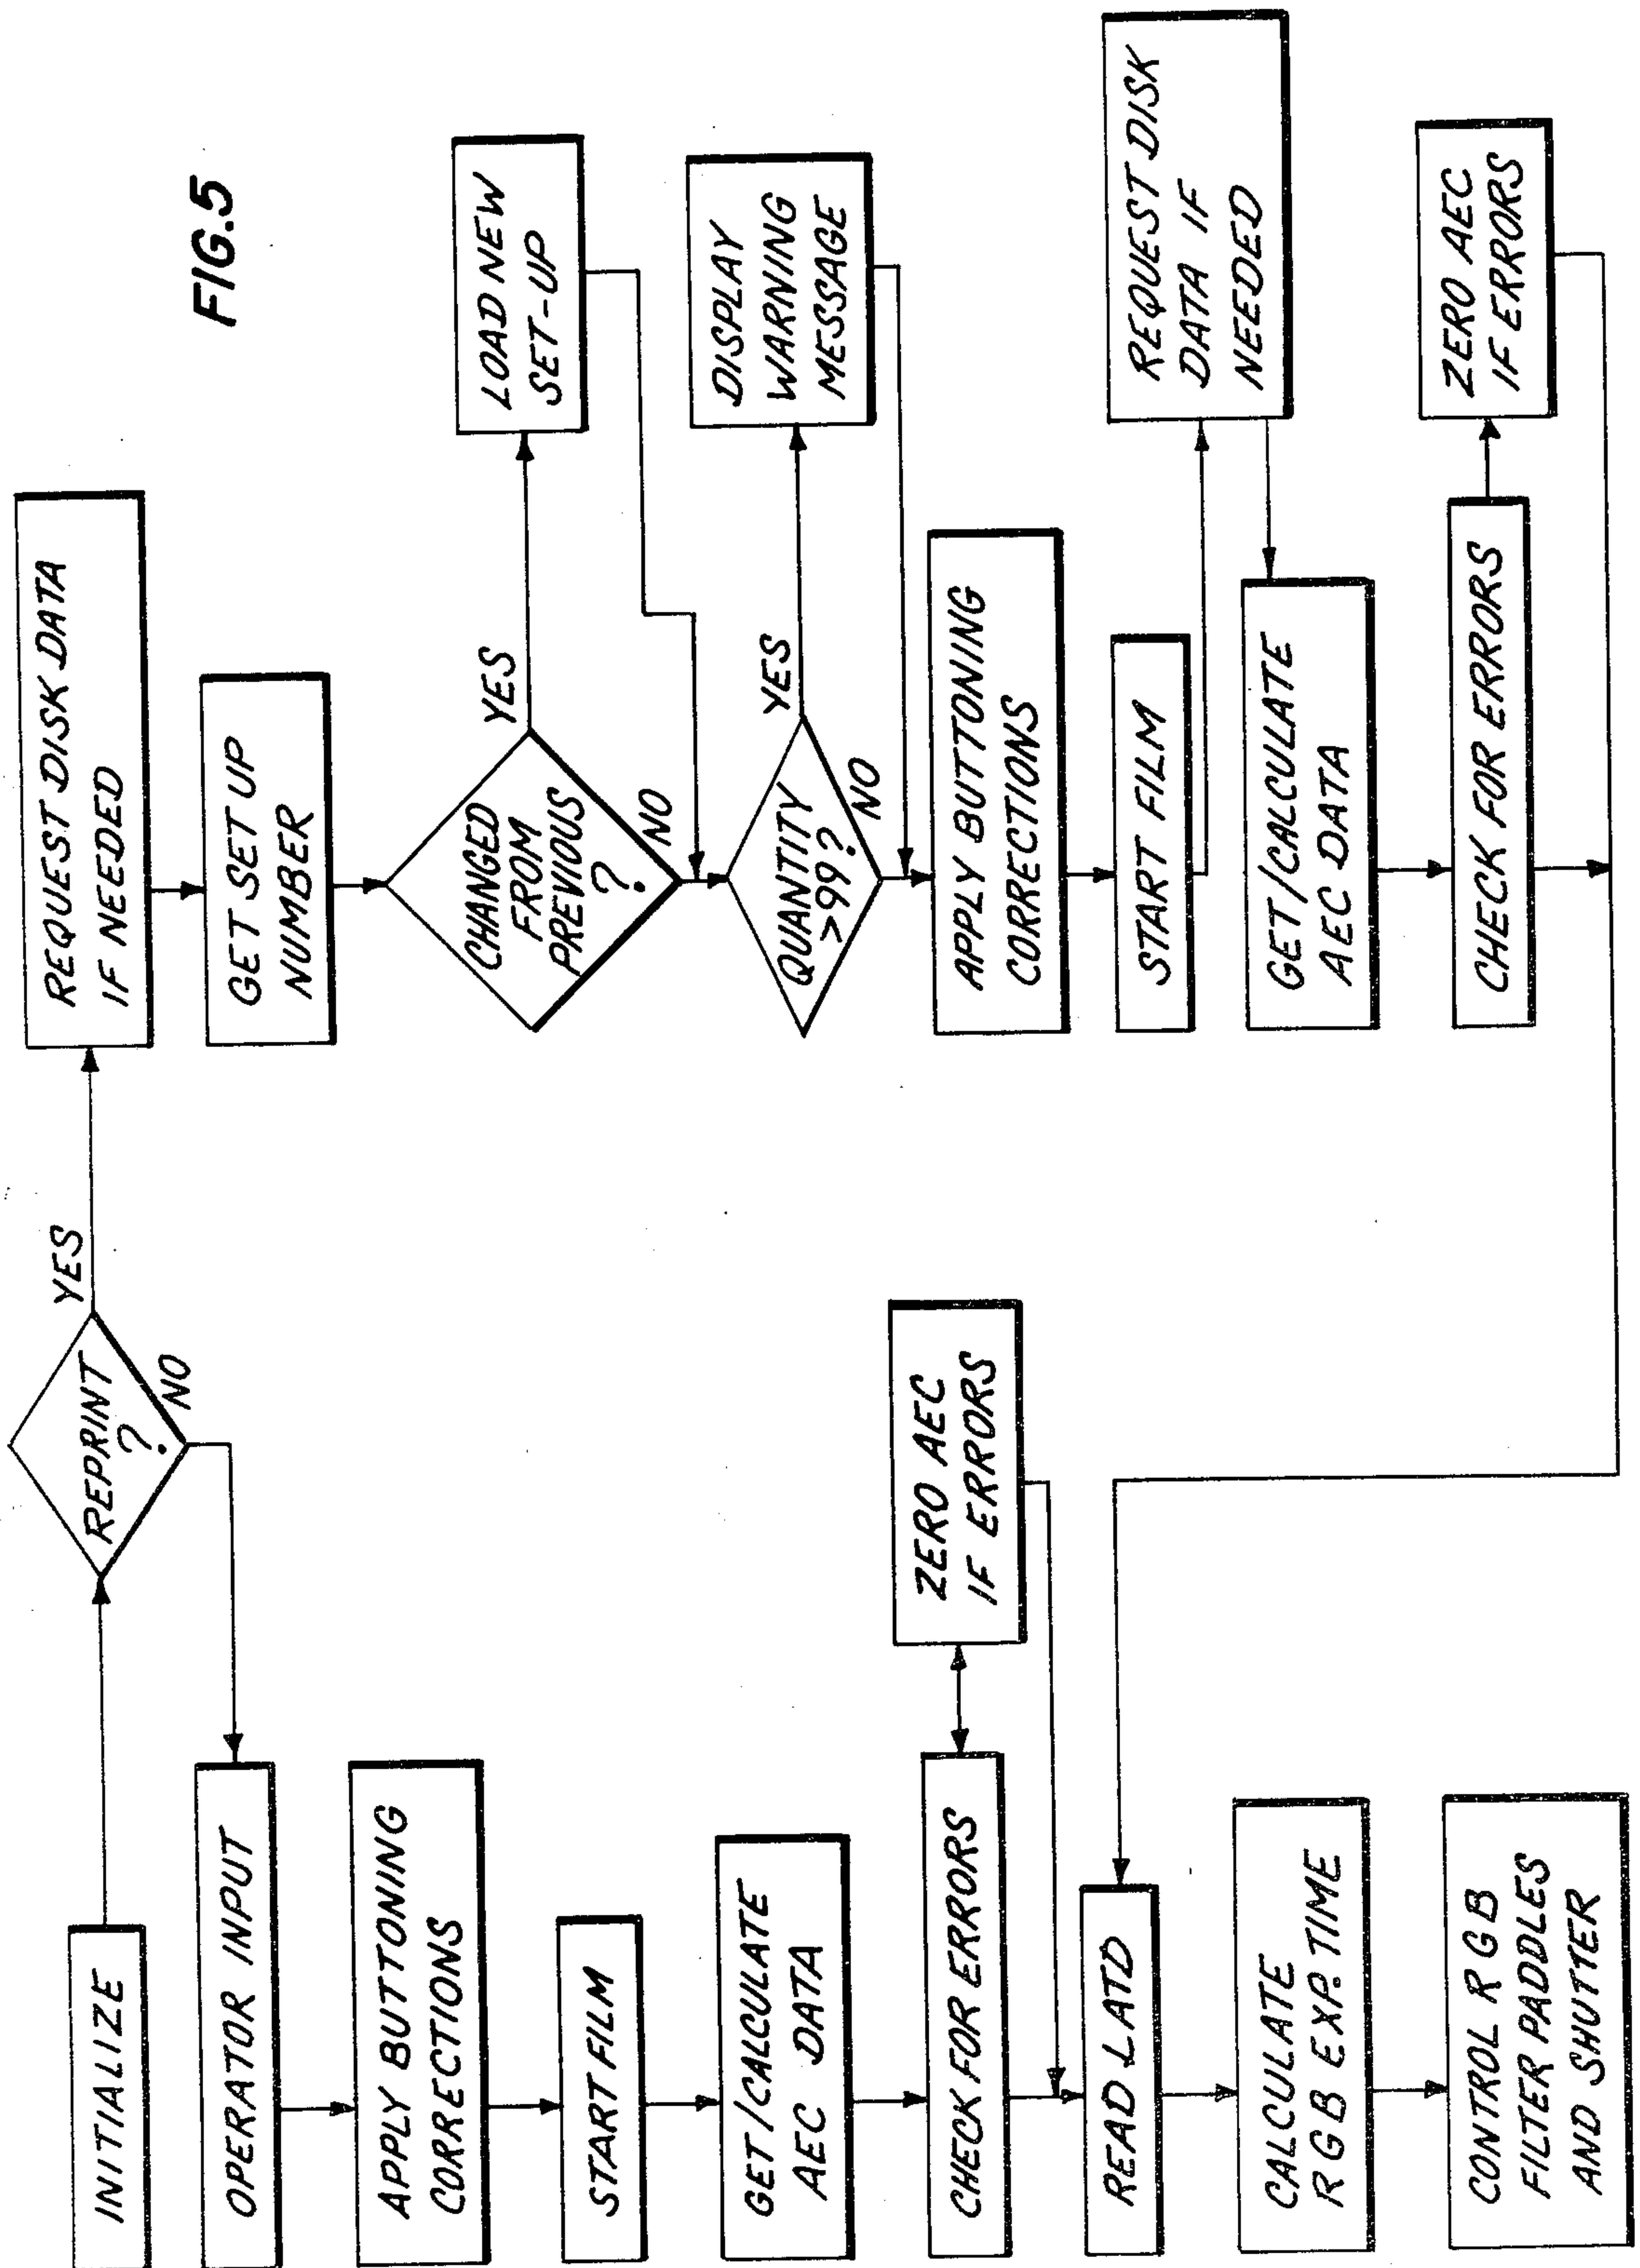 FIG.5
INITIALIZE
REPRINT
?
YES
NO
OPERATOR INPUT
APPLY BUTTONING
CORRECTIONS
START FILM
GET/CALCULATE
AEC DATA
CHECK FOR ERRORS
ZERO AEC
IF ERRORS
READ LATD
CALCULATE
R G B EXP. TIME
CONTROL R G B
FILTER PADDLES
AND SHUTTER
REQUEST DISK DATA
IF NEEDED
GET SET UP
NUMBER
CHANGED
FROM
PREVIOUS
?
YES
NO
LOAD NEW
SET-UP
QUANTITY
>99?
YES
NO
DISPLAY
WARNING
MESSAGE
APPLY BUTTONING
CORRECTIONS
START FILM
REQUEST DISK
DATA IF
NEEDED
GET/CALCULATE
AEC DATA
CHECK FOR ERRORS
ZERO AEC
IF ERRORS